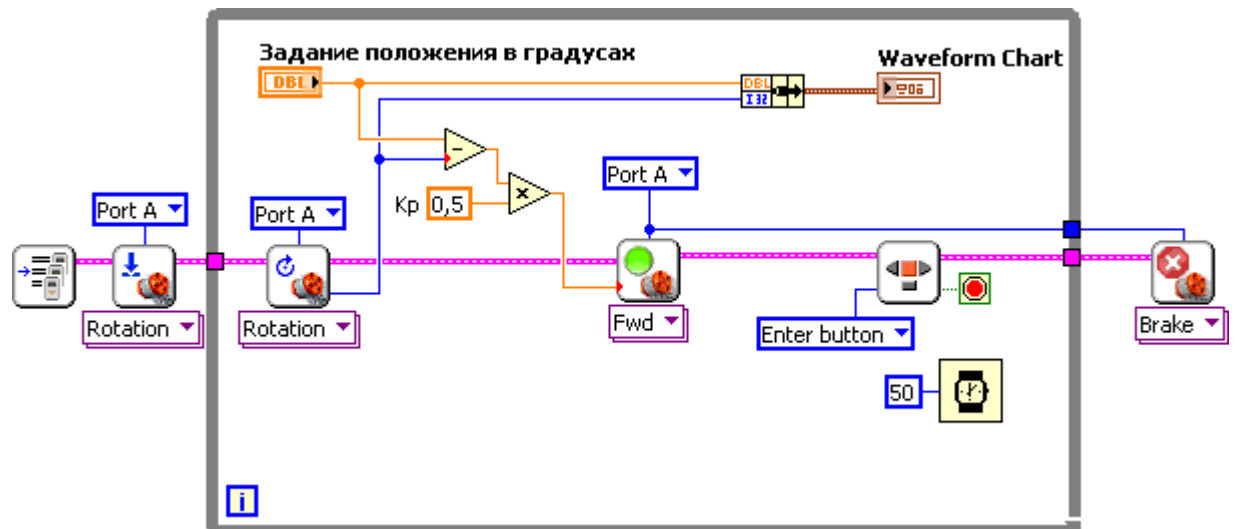 Задание положения в градусах
Waveform Chart
DBL
DBL
I32
Port A
Port A
Port A
Kp 0,5
Rotation
Rotation
Fwd
Enter button
Brake
50
i